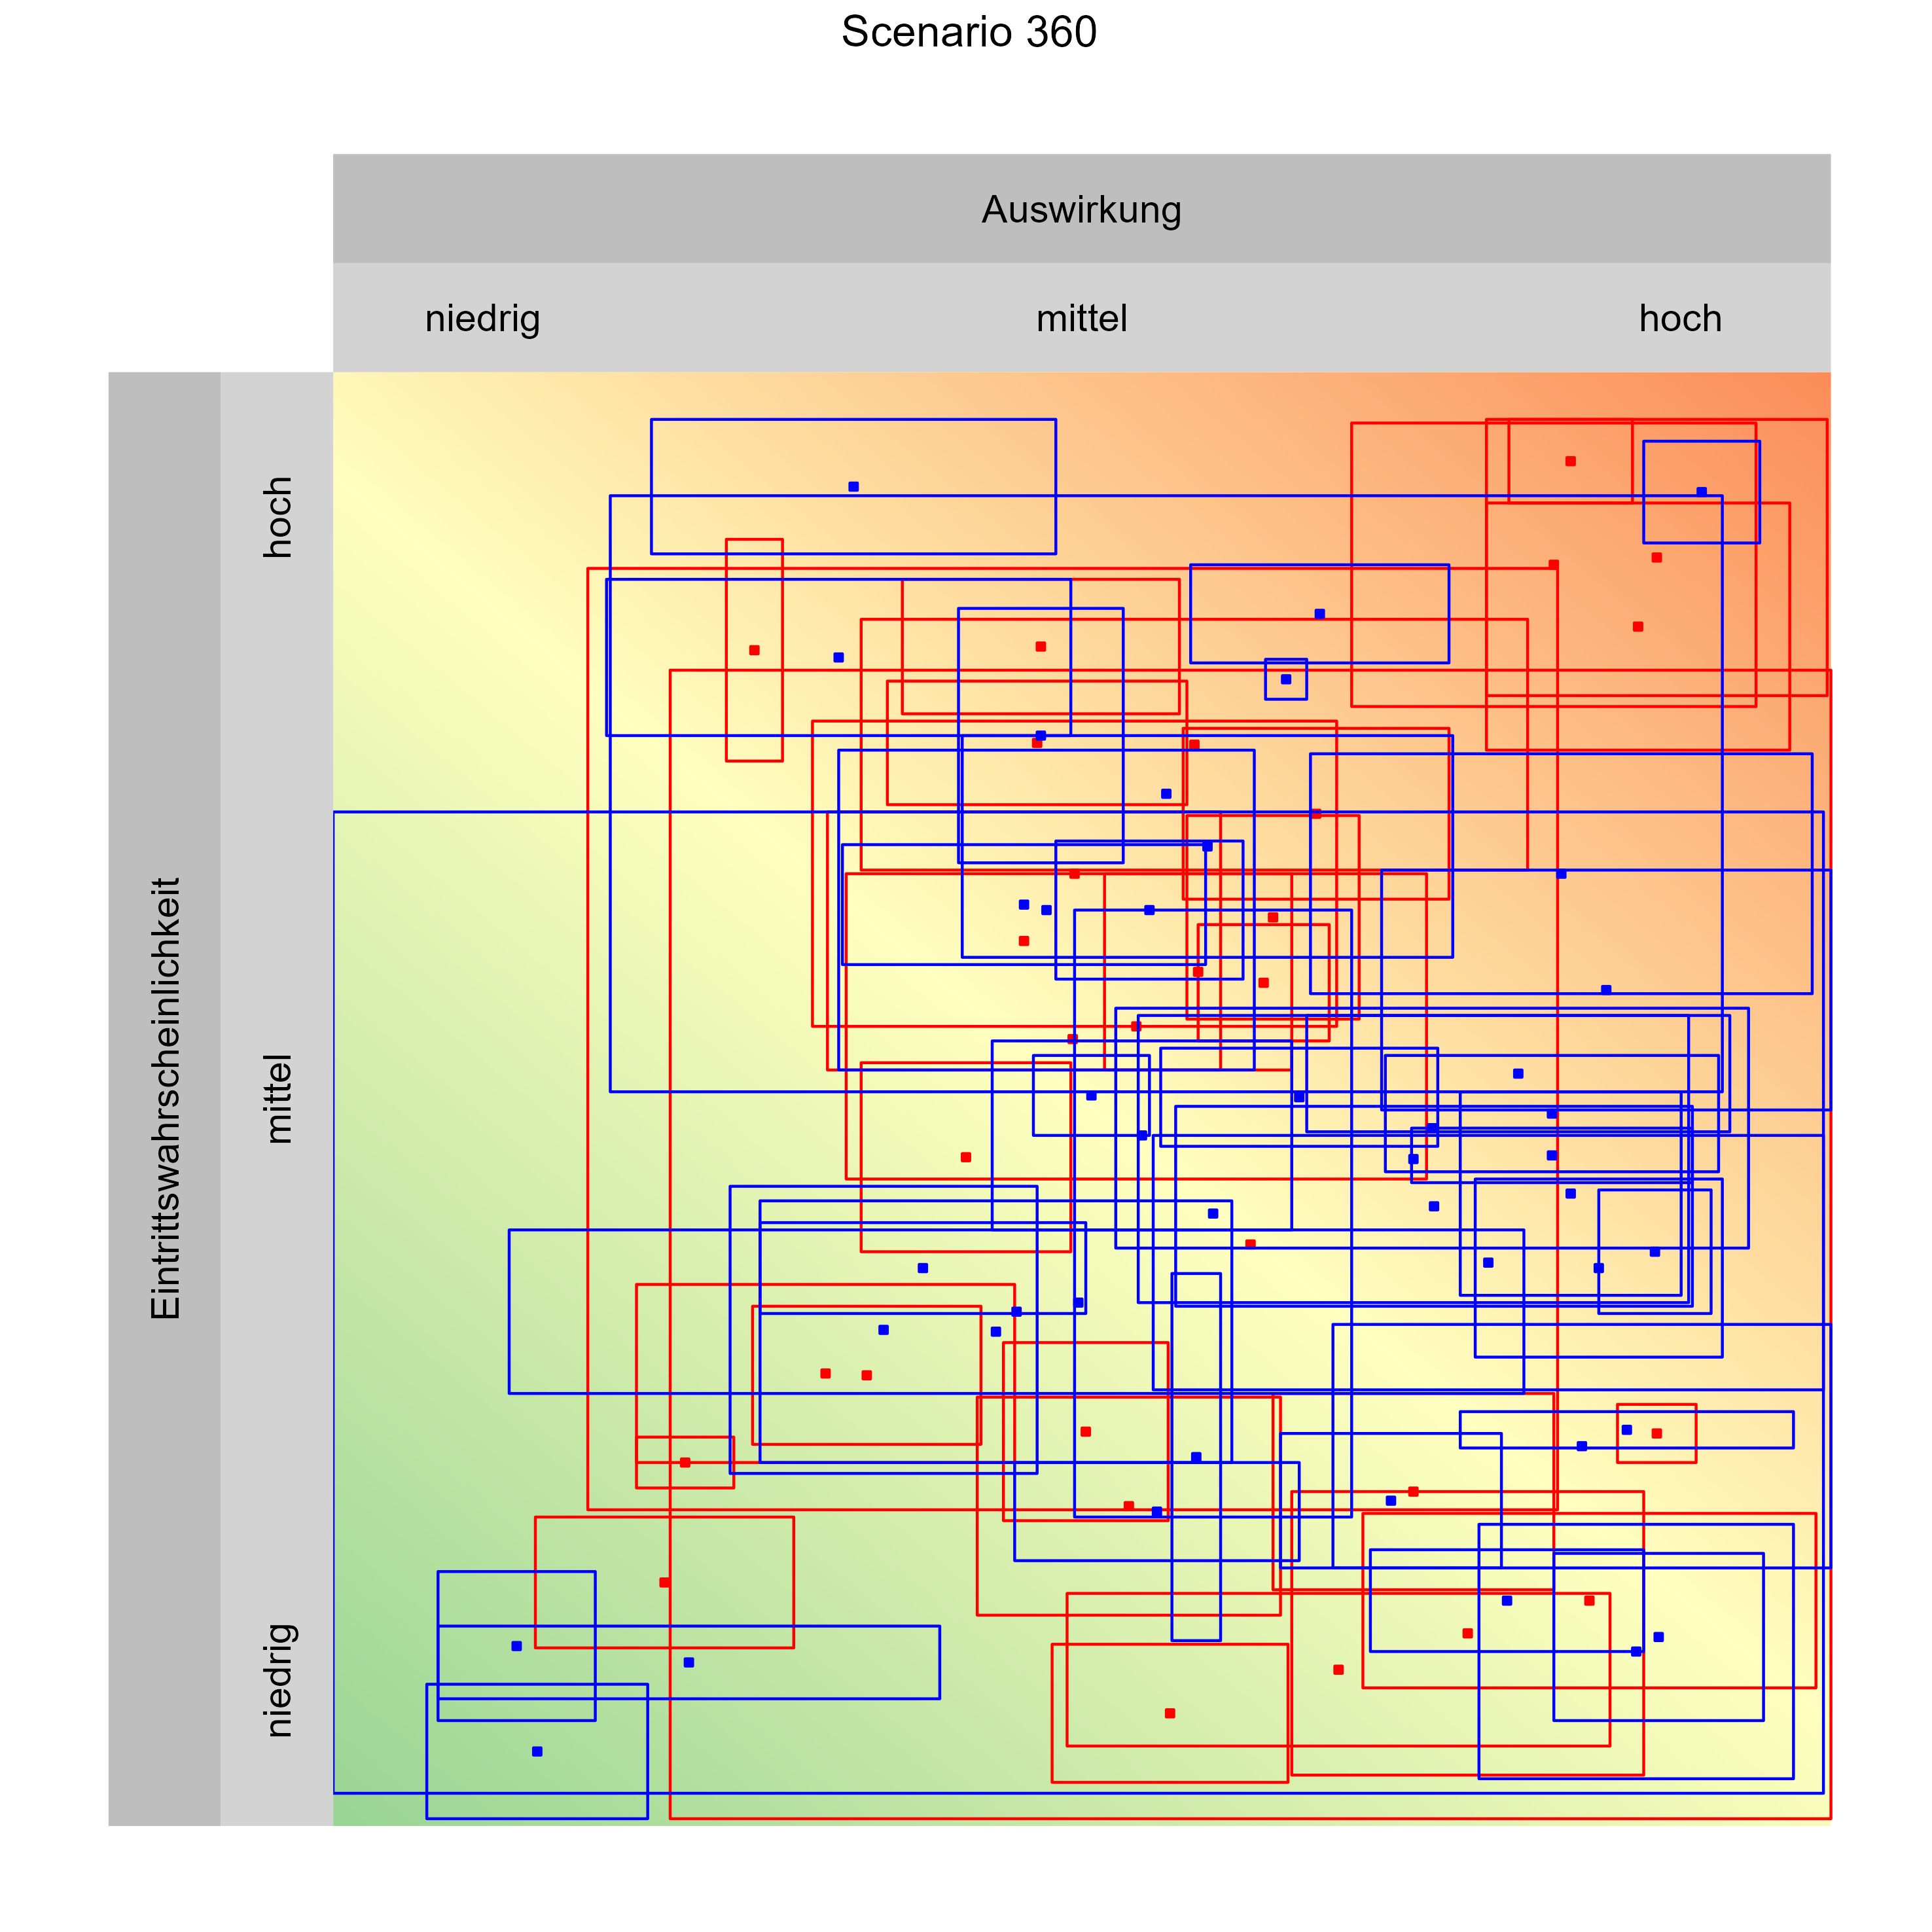 Scenario 360
Auswirkung
niedrig
mittel
hoch
Eintrittswahrscheinlichkeit
hoch
mittel
niedrig